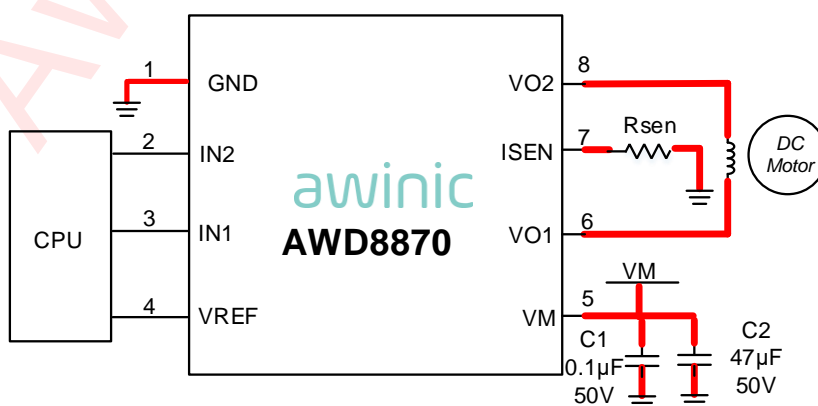 1
GND
2
IN2
3
IN1
4
VREF
CPU
awinic
AWD8870
8
VO2
7
ISEN
Rsen
6
VO1
5
VM
VM
DC
Motor
C1
0.1μF
50V
C2
47μF
50V